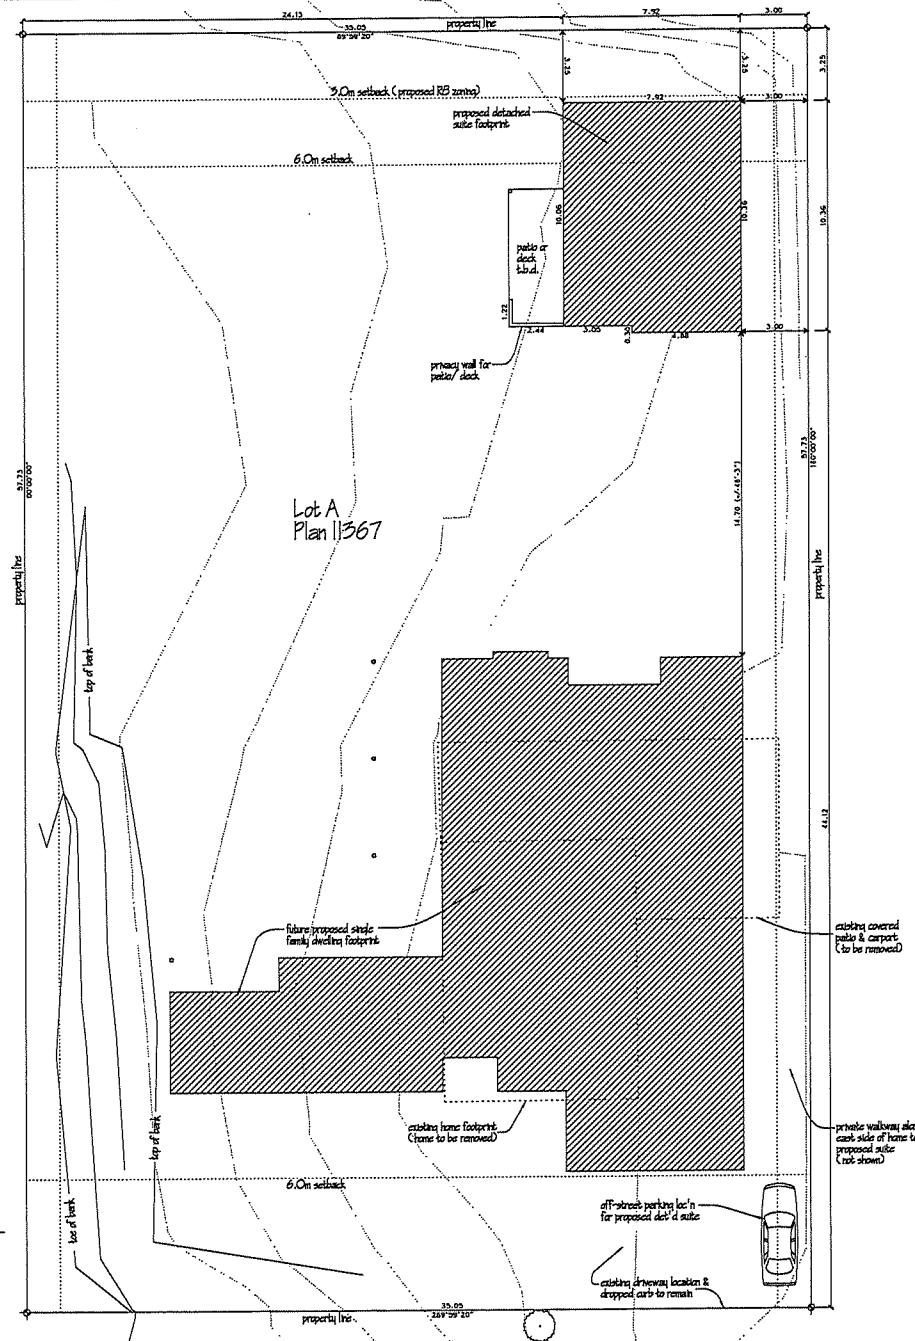 24.13
7.92
3.00
35.05
property line
89°59'20"
3.25
3.25
3.25
3.0m setback ( proposed RB zoning)
7.92
3.00
proposed detached
suite footprint
6.0m setback
10.06
10.36
10.36
patio or
deck
t.b.d.
1.22
2.44
3.05
0.30
4.88
3.00
privacy wall for
patio/ deck
57.73
property line
14.70
57.73
180°00'00"
property line
Lot A
Plan 11367
top of bank
44.12
future proposed single
family dwelling footprint
existing covered
patio & carport
( to be removed)
top of bank
existing home footprint
( home to be removed)
private walkway
east side of home
proposed suite
( not shown)
6.0m setback
toe of bank
off-street parking loc'n
for proposed det'd suite
existing driveway location &
dropped curb to remain
property line
35.05
269°59'20"